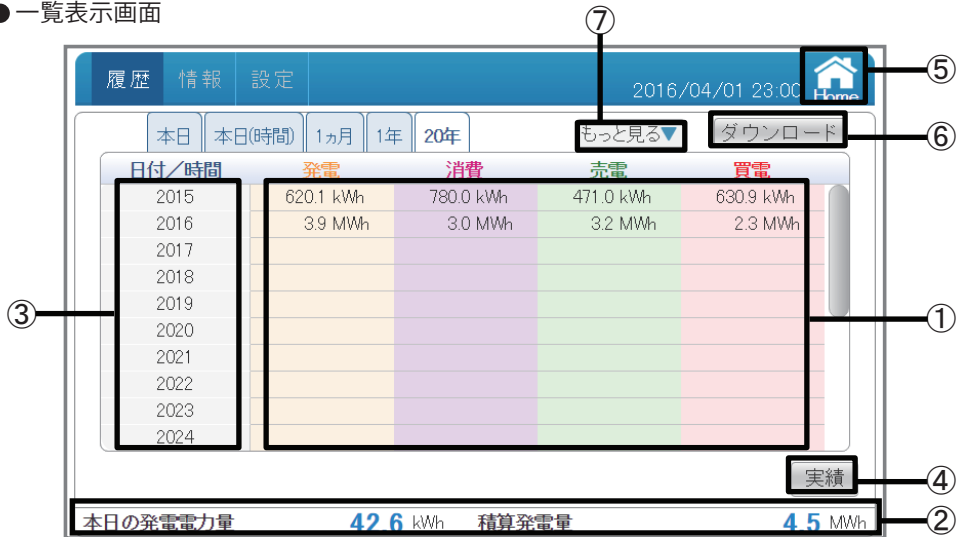 ● 一覧表示画面
⑦
履歴 情報 設定 2016/04/01 23:00 Home ⑤
本日 本日(時間) 1ヵ月 1年 20年 もっと見る▼ ダウンロード ⑥
日付／時間 発電 消費 売電 買電
2015 620.1 kWh 780.0 kWh 471.0 kWh 630.9 kWh
2016 3.9 MWh 3.0 MWh 3.2 MWh 2.3 MWh
2017
2018
2019
③ ①
2020
2021
2022
2023
2024
実績 ④
本日の発電電力量 42.6 kWh 積算発電量 4.5 MWh ②